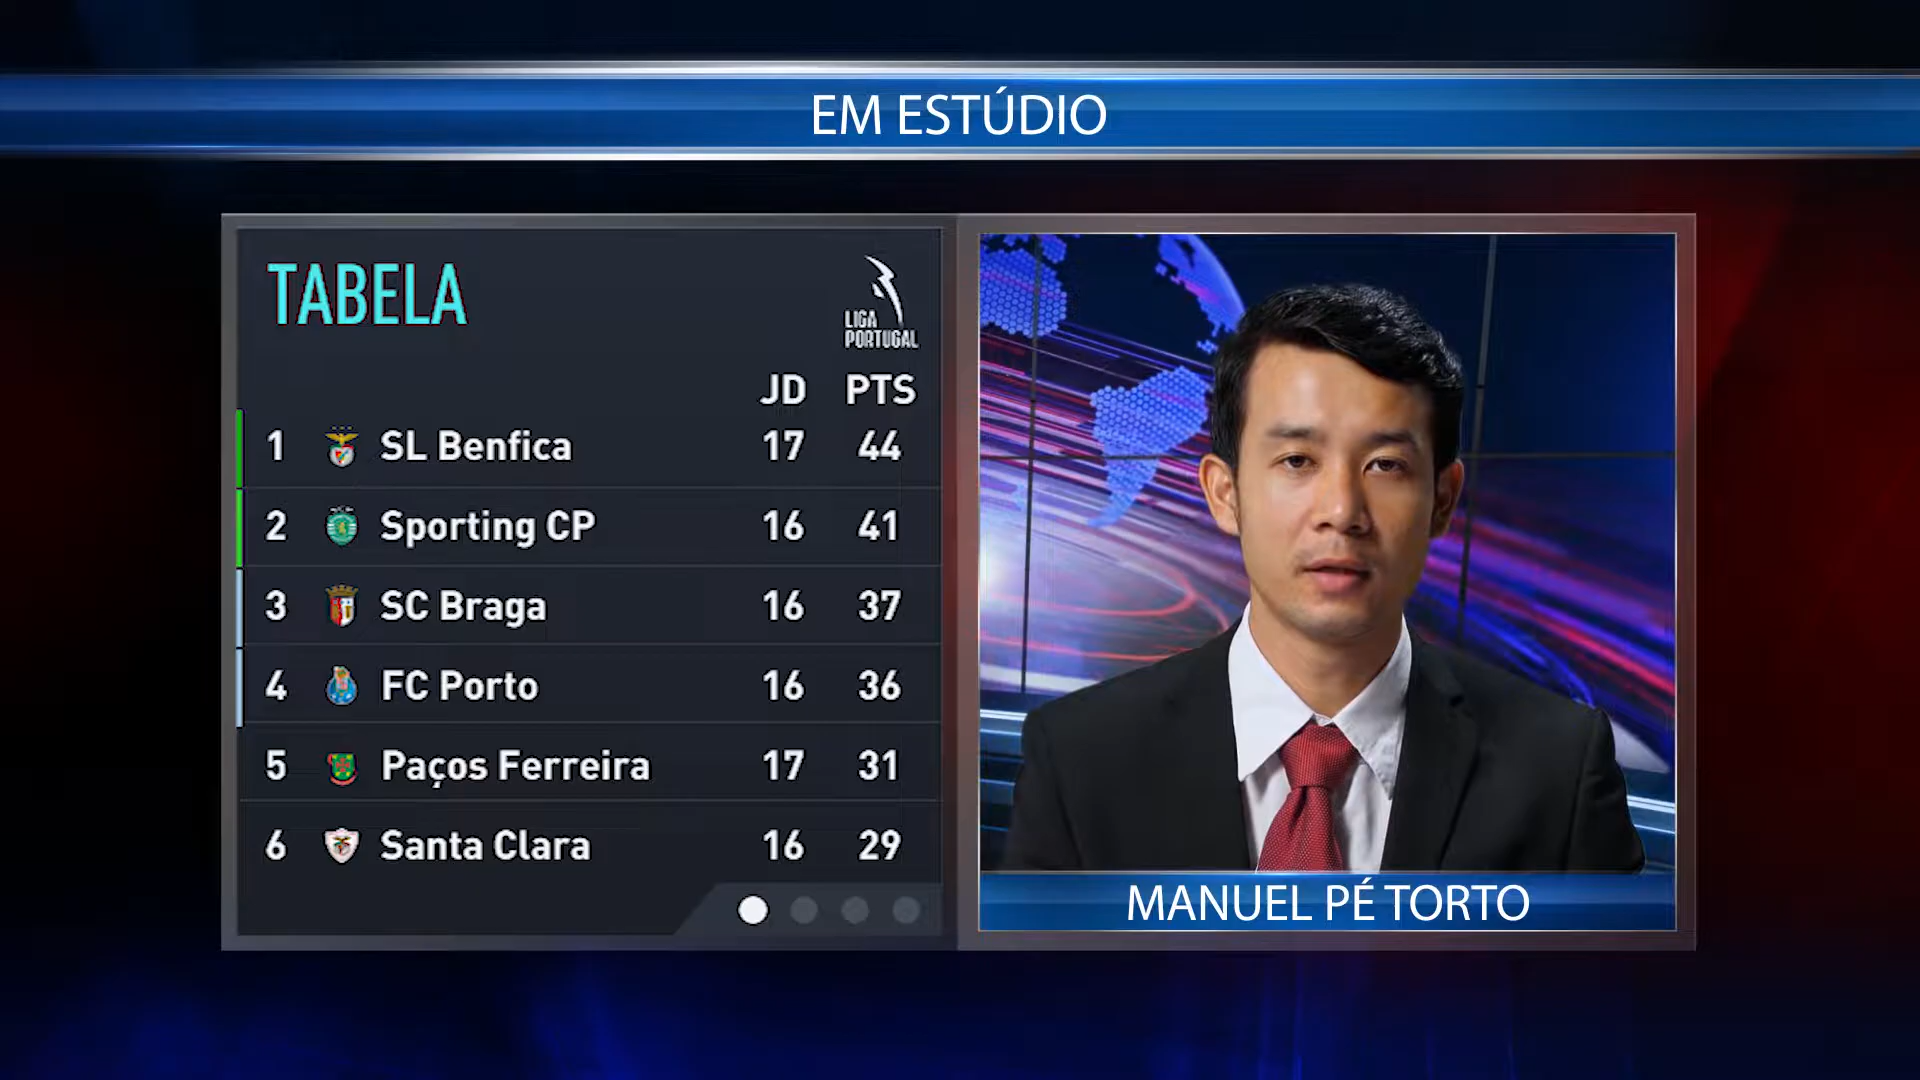 EM ESTÚDIO
TABELA
LIGA
PORTUGAL
JD PTS
1 SL Benfica 17 44
2 Sporting CP 16 41
3 SC Braga 16 37
4 FC Porto 16 36
5 Paços Ferreira 17 31
6 Santa Clara 16 29
MANUEL PÉ TORTO